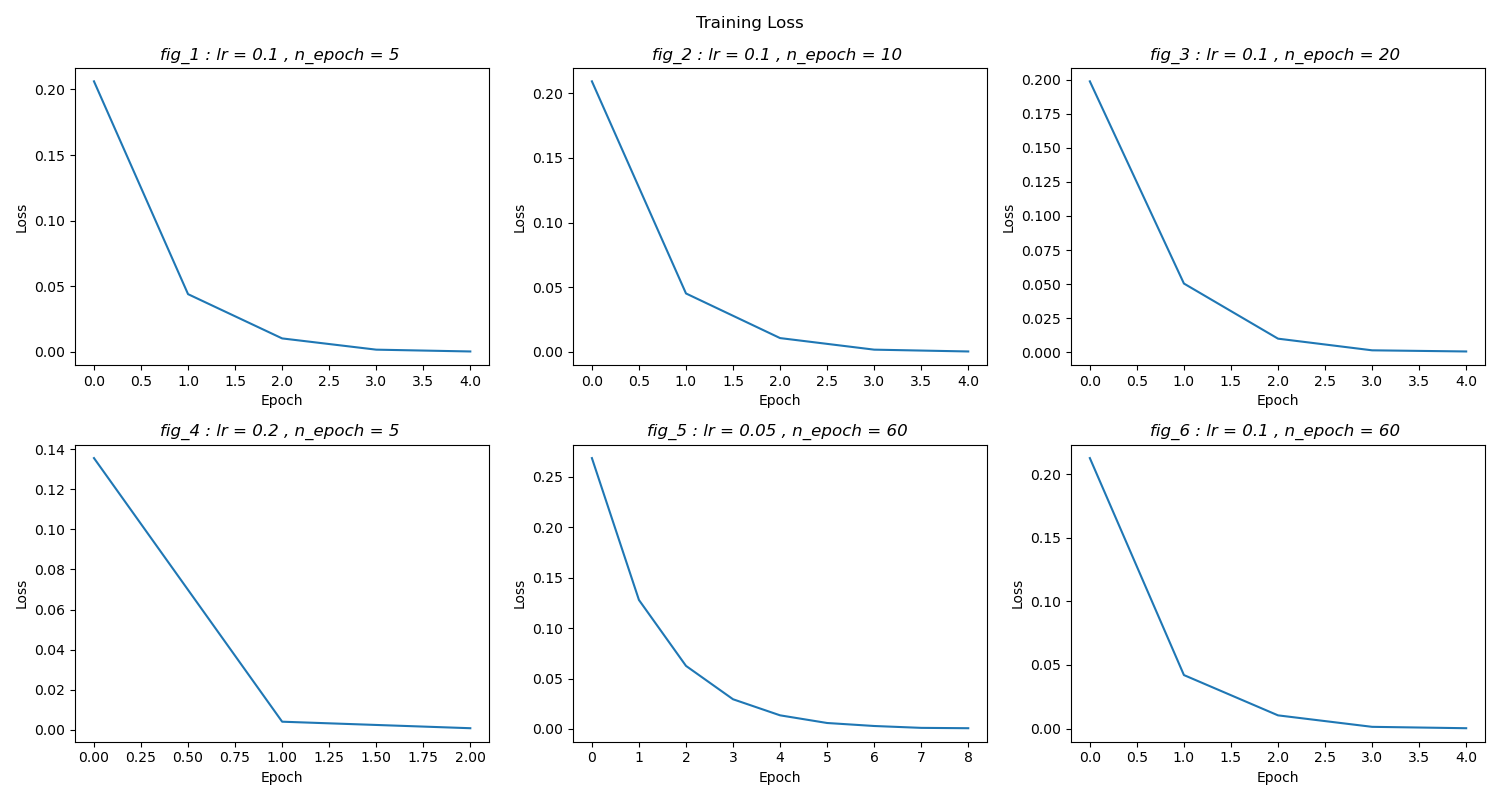 Training Loss
fig_1 : lr = 0.1 , n_epoch = 5
Loss
0.20
0.15
0.10
0.05
0.00
0.0 0.5 1.0 1.5 2.0 2.5 3.0 3.5 4.0
Epoch
fig_2 : lr = 0.1 , n_epoch = 10
Loss
0.20
0.15
0.10
0.05
0.00
0.0 0.5 1.0 1.5 2.0 2.5 3.0 3.5 4.0
Epoch
fig_3 : lr = 0.1 , n_epoch = 20
Loss
0.200
0.175
0.150
0.125
0.100
0.075
0.050
0.025
0.000
0.0 0.5 1.0 1.5 2.0 2.5 3.0 3.5 4.0
Epoch
fig_4 : lr = 0.2 , n_epoch = 5
Loss
0.14
0.12
0.10
0.08
0.06
0.04
0.02
0.00
0.00 0.25 0.50 0.75 1.00 1.25 1.50 1.75 2.00
Epoch
fig_5 : lr = 0.05 , n_epoch = 60
Loss
0.25
0.20
0.15
0.10
0.05
0.00
0 1 2 3 4 5 6 7 8
Epoch
fig_6 : lr = 0.1 , n_epoch = 60
Loss
0.20
0.15
0.10
0.05
0.00
0.0 0.5 1.0 1.5 2.0 2.5 3.0 3.5 4.0
Epoch